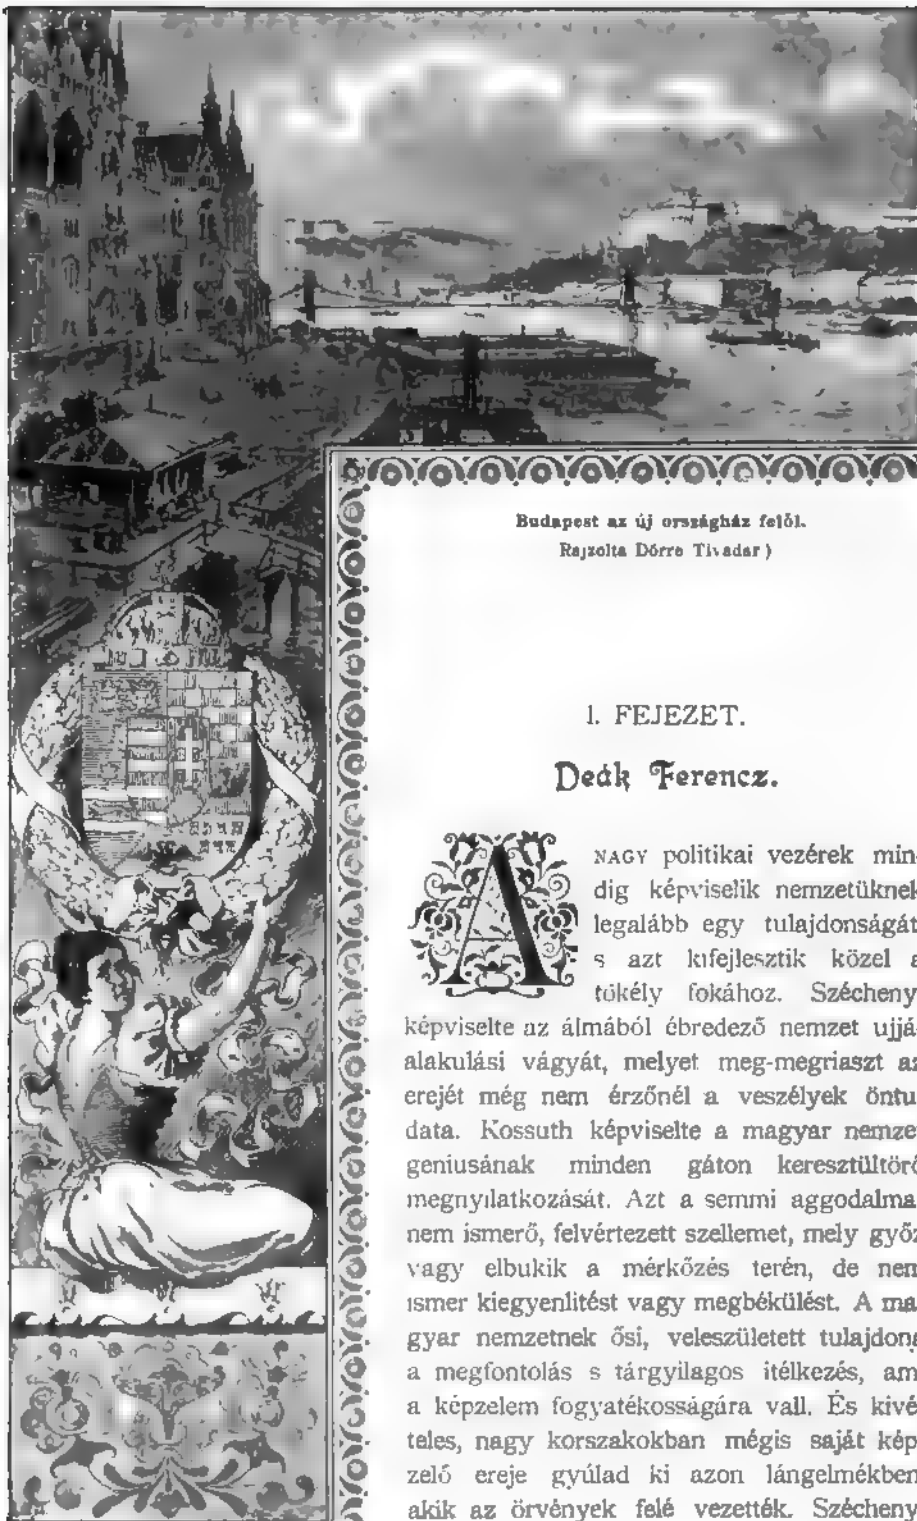 Budapest az új országház felöl.
Rajzolta Dörre Tivadar)
I. FEJEZET.
Deák Ferencz.
A NAGY politikai vezérek min-
dig képviselik nemzetüknek
legalább egy tulajdonságát
s azt kifejlesztik közel a
tökély fokához. Szécheny
képviselte az álmából ébredező nemzet ujjá-
alakulási vágyát, melyet meg-megriaszt az
erejét még nem érzőnél a veszélyek öntu-
data. Kossuth képviselte a magyar nemzet
geniusának minden gáton keresztültörő
megnyilatkozását. Azt a semmi aggodalmat
nem ismerő, felvértezett szellemet, mely győz
vagy elbukik a mérkőzés terén, de nem
ismer kiegyenlitést vagy megbékülést. A ma-
gyar nemzetnek ősi, veleszületett tulajdona
a megfontolás s tárgyilagos itélkezés, am
a képzelem fogyatékosságára vall. És kivé-
teles, nagy korszakokban mégis saját kép-
zelő ereje gyúlad ki azon lángelmékben
akik az örvények felé vezették. Szécheny